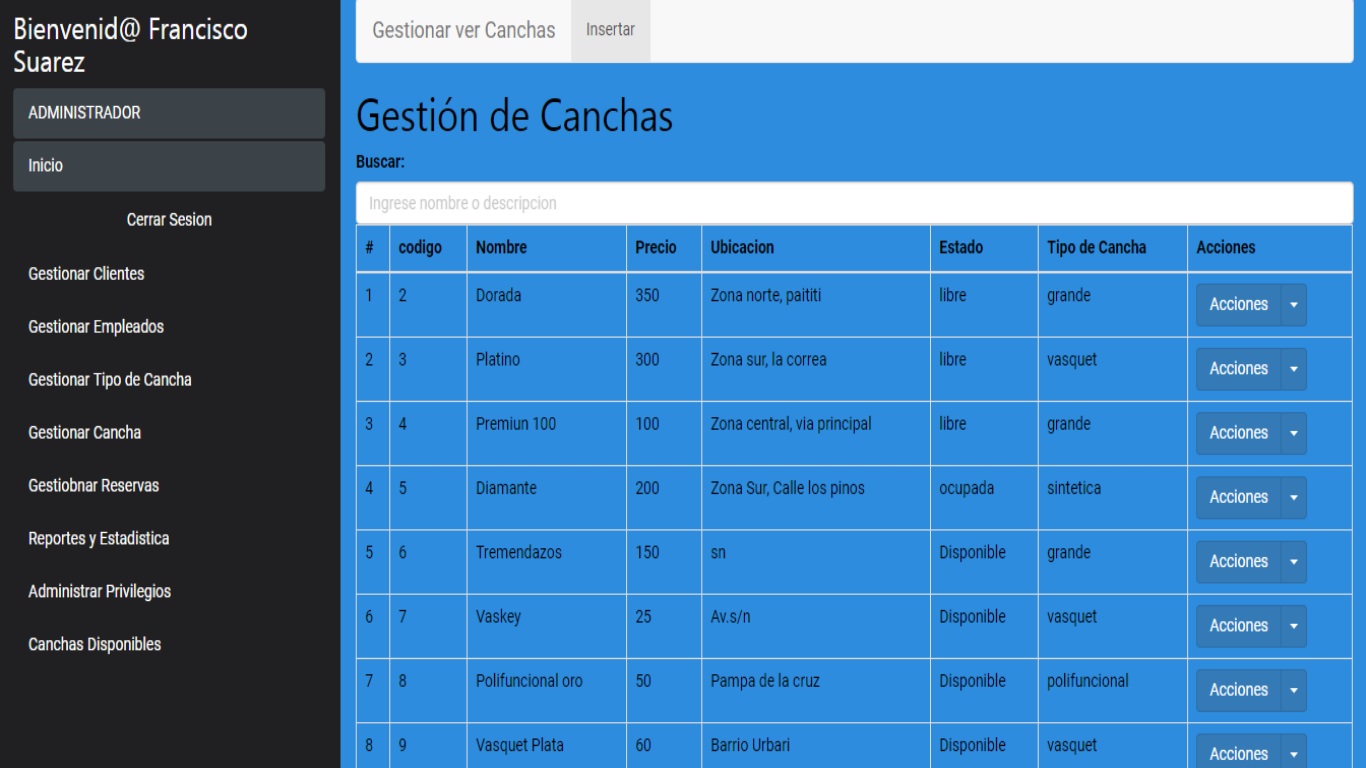 Bienvenid@ Francisco
Suarez
ADMINISTRADOR
Inicio
Cerrar Sesion
Gestionar Clientes
Gestionar Empleados
Gestionar Tipo de Cancha
Gestionar Cancha
Gestiobnar Reservas
Reportes y Estadistica
Administrar Privilegios
Canchas Disponibles
Gestionar ver Canchas Insertar
Gestión de Canchas
Buscar:
Ingrese nombre o descripcion
# codigo Nombre Precio Ubicacion Estado Tipo de Cancha Acciones
1 2 Dorada 350 Zona norte, paititi libre grande Acciones
2 3 Platino 300 Zona sur, la correa libre vasquet Acciones
3 4 Premiun 100 100 Zona central, via principal libre grande Acciones
4 5 Diamante 200 Zona Sur, Calle los pinos ocupada sintetica Acciones
5 6 Tremendazos 150 sn Disponible grande Acciones
6 7 Vaskey 25 Av.s/n Disponible vasquet Acciones
7 8 Polifuncional oro 50 Pampa de la cruz Disponible polifuncional Acciones
8 9 Vasquet Plata 60 Barrio Urbari Disponible vasquet Acciones